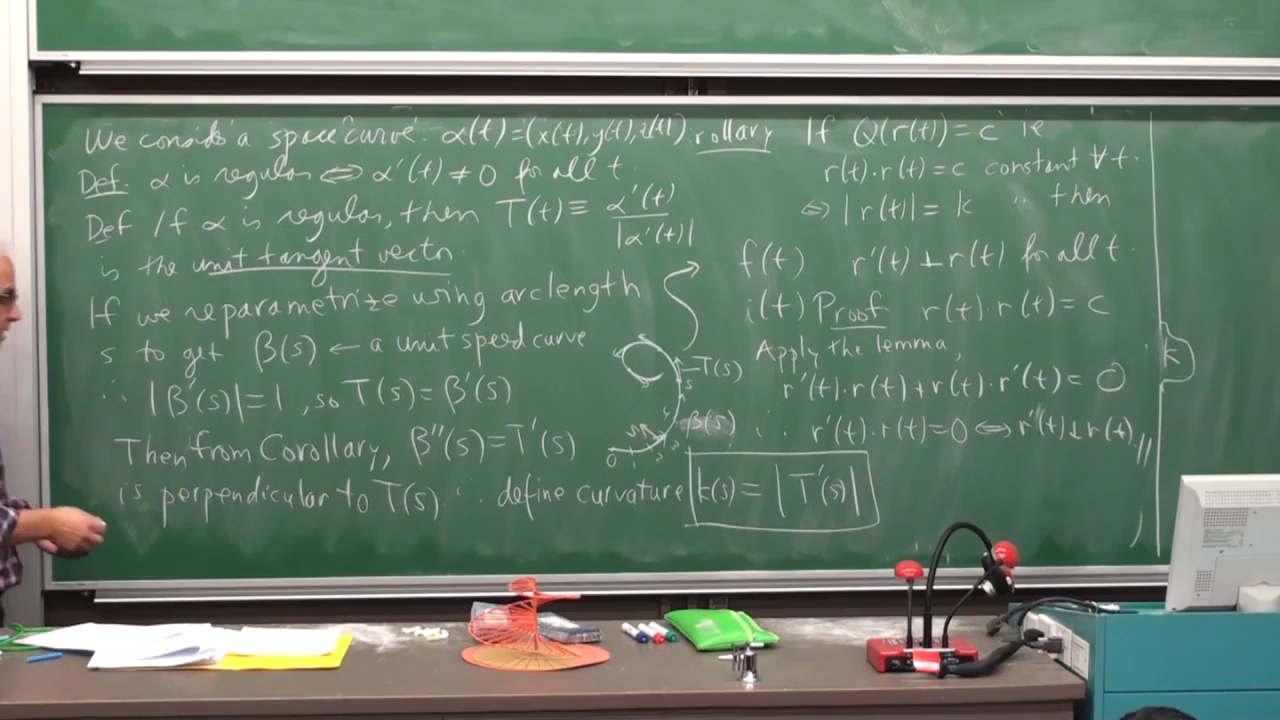 We consider a space curve. α(t)=(x(t),y(t),z(t)).
Def. α is regular ⇔ α'(t) ≠ 0 for all t.
Def If α is regular, then T(t) ≡ α'(t)/|α'(t)|
is the unit tangent vector.
If we reparametrize using arclength
s to get β(s) ← a unit speed curve
∴ |β'(s)|=1, so T(s)=β'(s)
Then from Corollary, β''(s)=T'(s)
is perpendicular to T(s). ∴ define curvature k(s) = |T'(s)|
T(s)
s
β(s)
0 1 2
rollary If Q(r(t))=c ie
r(t)·r(t)=c constant ∀t.
⇔ |r(t)|= k " then
f(t) r'(t) ⊥ r(t) for all t.
(t) Proof r(t)·r(t)=c
Apply the lemma,
r'(t)·r(t)+r(t)·r'(t)=0
∴ r'(t)·r(t)=0 ⇔ r'(t)⊥r(t). //
k